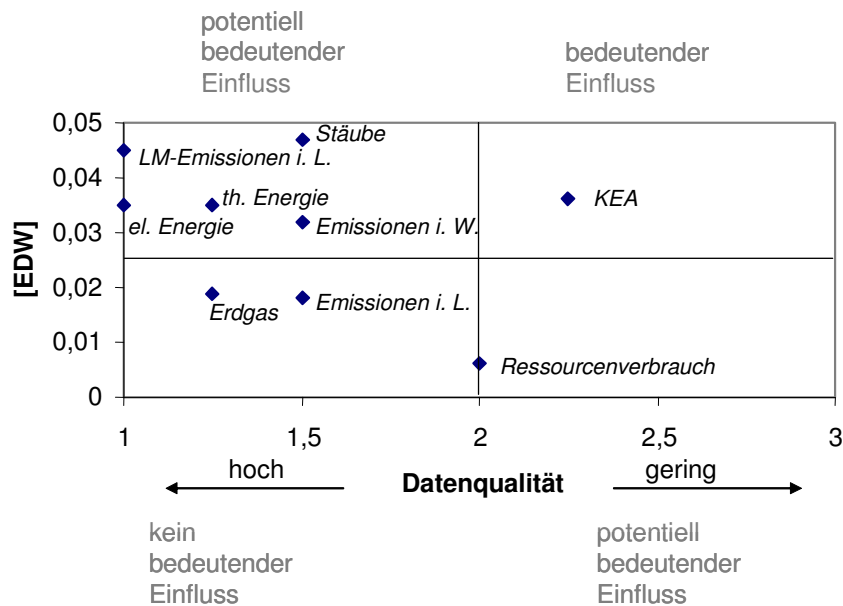 potentiell
bedeutender
Einfluss
bedeutender
Einfluss
0,05
0,04
0,03
0,02
0,01
0
[EDW]
Stäube
LM-Emissionen i. L.
th. Energie
KEA
el. Energie
Emissionen i. W.
Erdgas
Emissionen i. L.
Ressourcenverbrauch
1
1,5
2
2,5
3
hoch
Datenqualität
gering
kein
bedeutender
Einfluss
potentiell
bedeutender
Einfluss